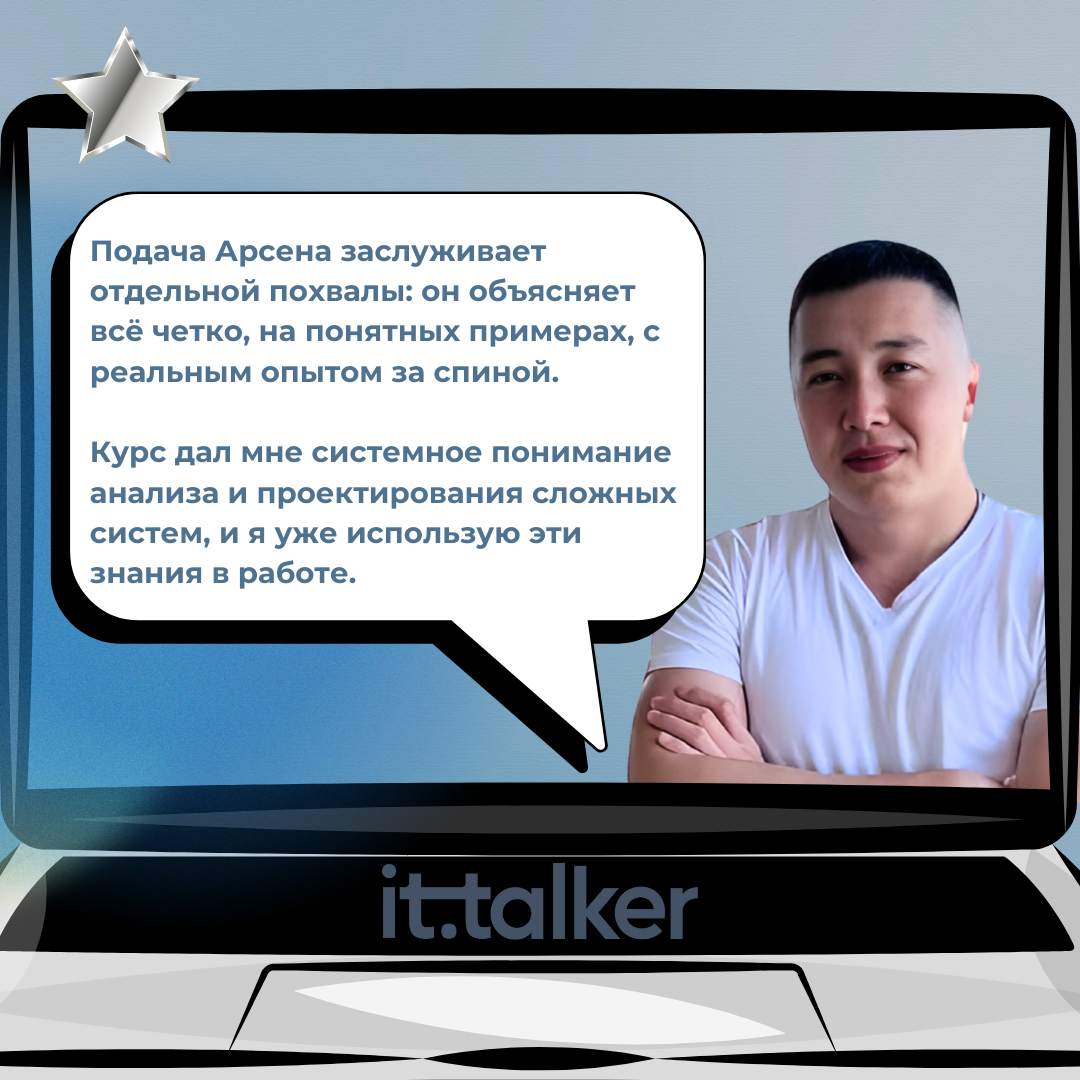 Подача Арсена заслуживает
отдельной похвалы: он объясняет
всё четко, на понятных примерах, с
реальным опытом за спиной.
Курс дал мне системное понимание
анализа и проектирования сложных
систем, и я уже использую эти
знания в работе.
it.talker